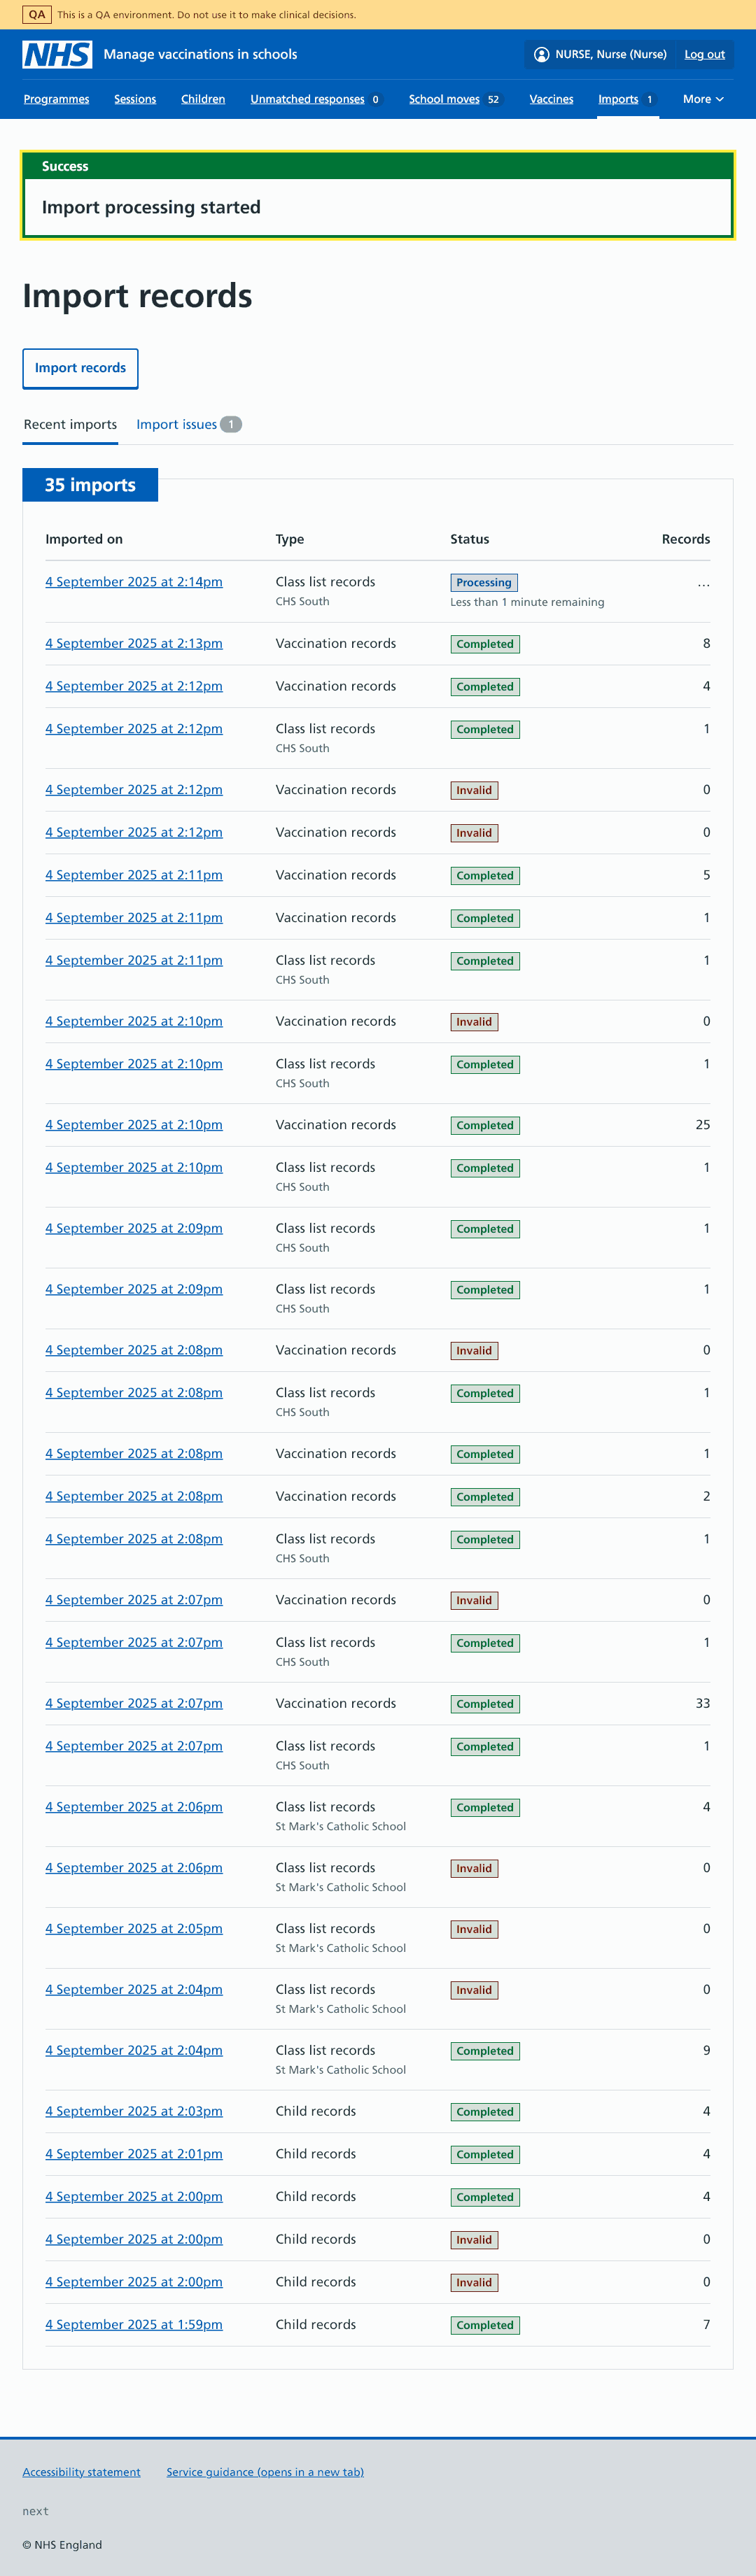 QA This is a QA environment. Do not use it to make clinical decisions.
NHS Manage vaccinations in schools NURSE, Nurse (Nurse) Log out
Programmes Sessions Children Unmatched responses 0 School moves 52 Vaccines Imports 1 More
Success
Import processing started
Import records
Import records
Recent imports Import issues 1
35 imports
Imported on Type Status Records
4 September 2025 at 2:14pm Class list records Processing …
CHS South Less than 1 minute remaining
4 September 2025 at 2:13pm Vaccination records Completed 8
4 September 2025 at 2:12pm Vaccination records Completed 4
4 September 2025 at 2:12pm Class list records Completed 1
CHS South
4 September 2025 at 2:12pm Vaccination records Invalid 0
4 September 2025 at 2:12pm Vaccination records Invalid 0
4 September 2025 at 2:11pm Vaccination records Completed 5
4 September 2025 at 2:11pm Vaccination records Completed 1
4 September 2025 at 2:11pm Class list records Completed 1
CHS South
4 September 2025 at 2:10pm Vaccination records Invalid 0
4 September 2025 at 2:10pm Class list records Completed 1
CHS South
4 September 2025 at 2:10pm Vaccination records Completed 25
4 September 2025 at 2:10pm Class list records Completed 1
CHS South
4 September 2025 at 2:09pm Class list records Completed 1
CHS South
4 September 2025 at 2:09pm Class list records Completed 1
CHS South
4 September 2025 at 2:08pm Vaccination records Invalid 0
4 September 2025 at 2:08pm Class list records Completed 1
CHS South
4 September 2025 at 2:08pm Vaccination records Completed 1
4 September 2025 at 2:08pm Vaccination records Completed 2
4 September 2025 at 2:08pm Class list records Completed 1
CHS South
4 September 2025 at 2:07pm Vaccination records Invalid 0
4 September 2025 at 2:07pm Class list records Completed 1
CHS South
4 September 2025 at 2:07pm Vaccination records Completed 33
4 September 2025 at 2:07pm Class list records Completed 1
CHS South
4 September 2025 at 2:06pm Class list records Completed 4
St Mark's Catholic School
4 September 2025 at 2:06pm Class list records Invalid 0
St Mark's Catholic School
4 September 2025 at 2:05pm Class list records Invalid 0
St Mark's Catholic School
4 September 2025 at 2:04pm Class list records Invalid 0
St Mark's Catholic School
4 September 2025 at 2:04pm Class list records Completed 9
St Mark's Catholic School
4 September 2025 at 2:03pm Child records Completed 4
4 September 2025 at 2:01pm Child records Completed 4
4 September 2025 at 2:00pm Child records Completed 4
4 September 2025 at 2:00pm Child records Invalid 0
4 September 2025 at 2:00pm Child records Invalid 0
4 September 2025 at 1:59pm Child records Completed 7
Accessibility statement Service guidance (opens in a new tab)
next
© NHS England